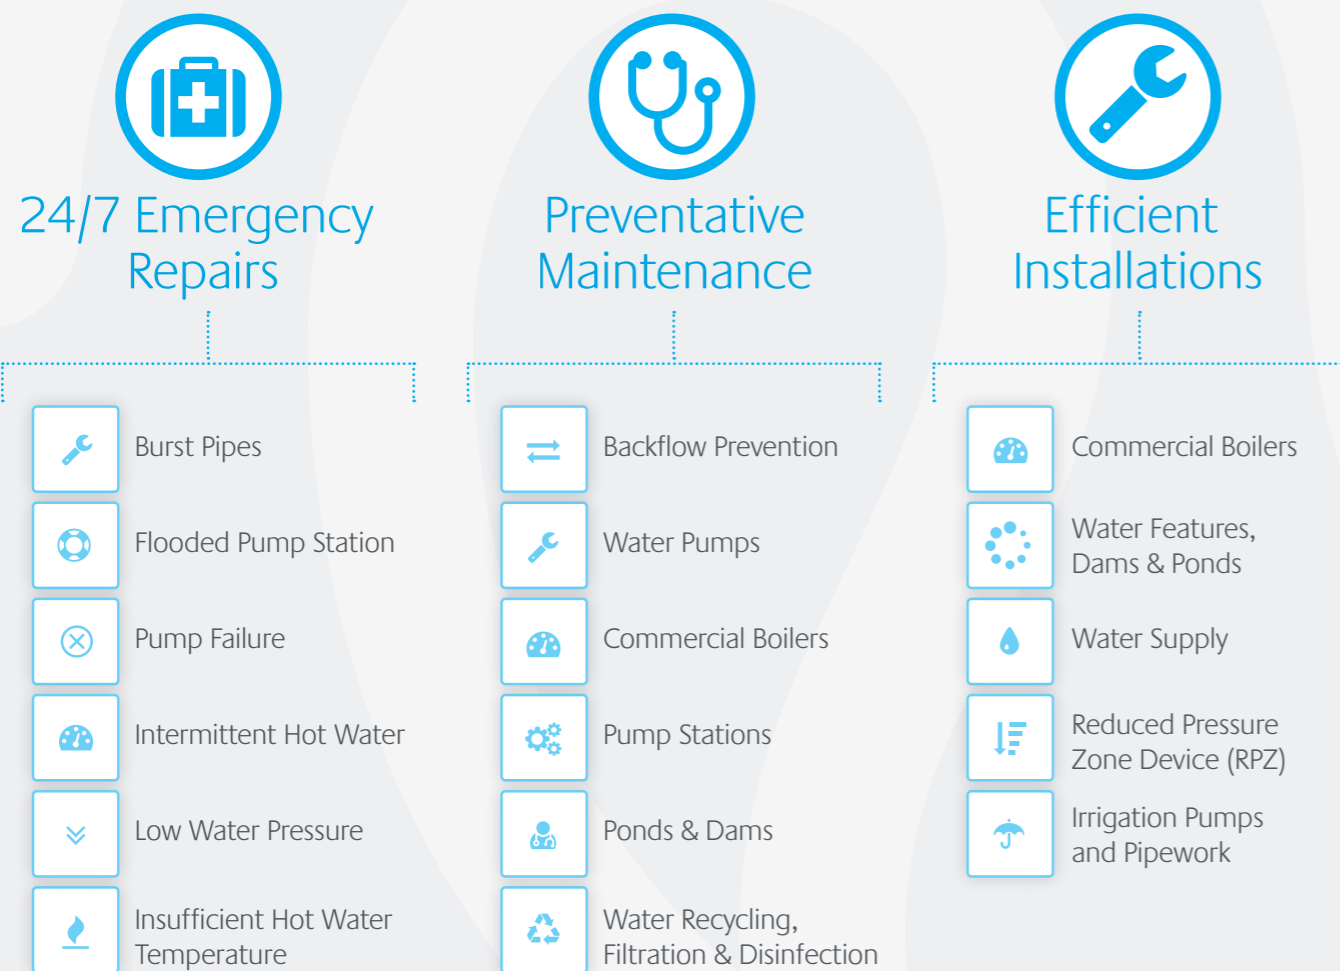 24/7 Emergency
Repairs
Burst Pipes
Flooded Pump Station
Pump Failure
Intermittent Hot Water
Low Water Pressure
Insufficient Hot Water
Temperature
Preventative
Maintenance
Backflow Prevention
Water Pumps
Commercial Boilers
Pump Stations
Ponds & Dams
Water Recycling,
Filtration & Disinfection
Efficient
Installations
Commercial Boilers
Water Features,
Dams & Ponds
Water Supply
Reduced Pressure
Zone Device (RPZ)
Irrigation Pumps
and Pipework